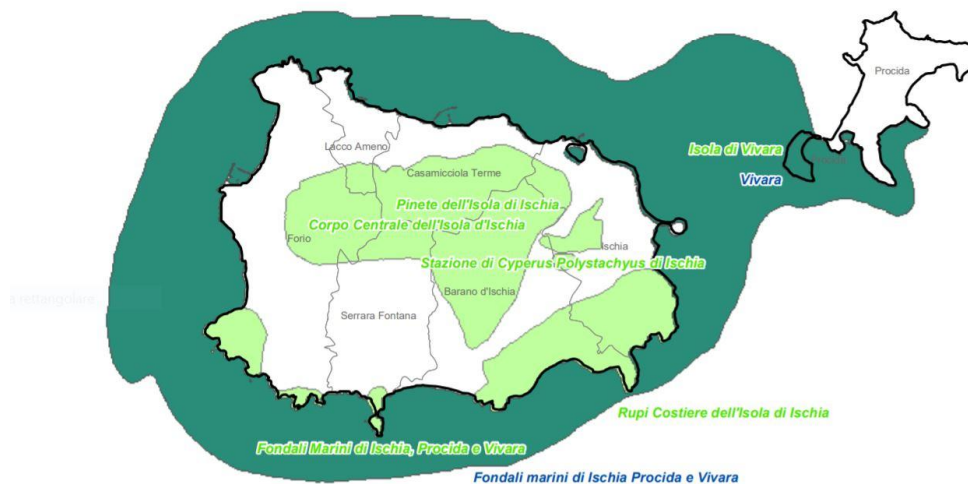 Procida
Lacco Ameno
Isola di Vivara
Procida
Casamicciola Terme
Vivara
Pinete dell'Isola di Ischia
Corpo Centrale dell'Isola d'Ischia
Forio
Ischia
Stazione di Cyperus Polystachyus di Ischia
Barano d'Ischia
i rettangolare
Serrara Fontana
Rupi Costiere dell'Isola di Ischia
Fondali Marini di Ischia, Procida e Vivara
Fondali marini di Ischia Procida e Vivara